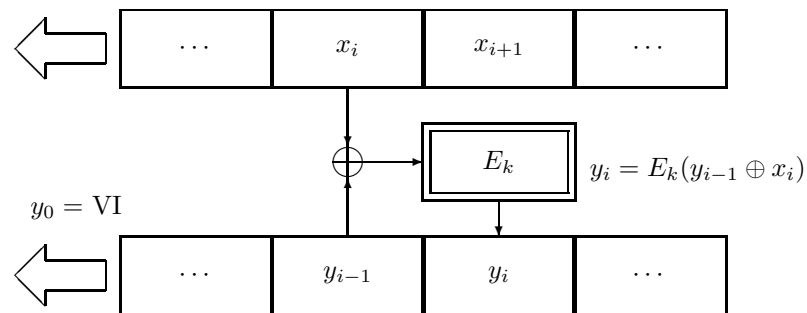 ⋯ x_i x_{i+1} ⋯
E_k
y_i = E_k(y_{i−1} ⊕ x_i)
y_0 = VI
⋯ y_{i−1} y_i ⋯